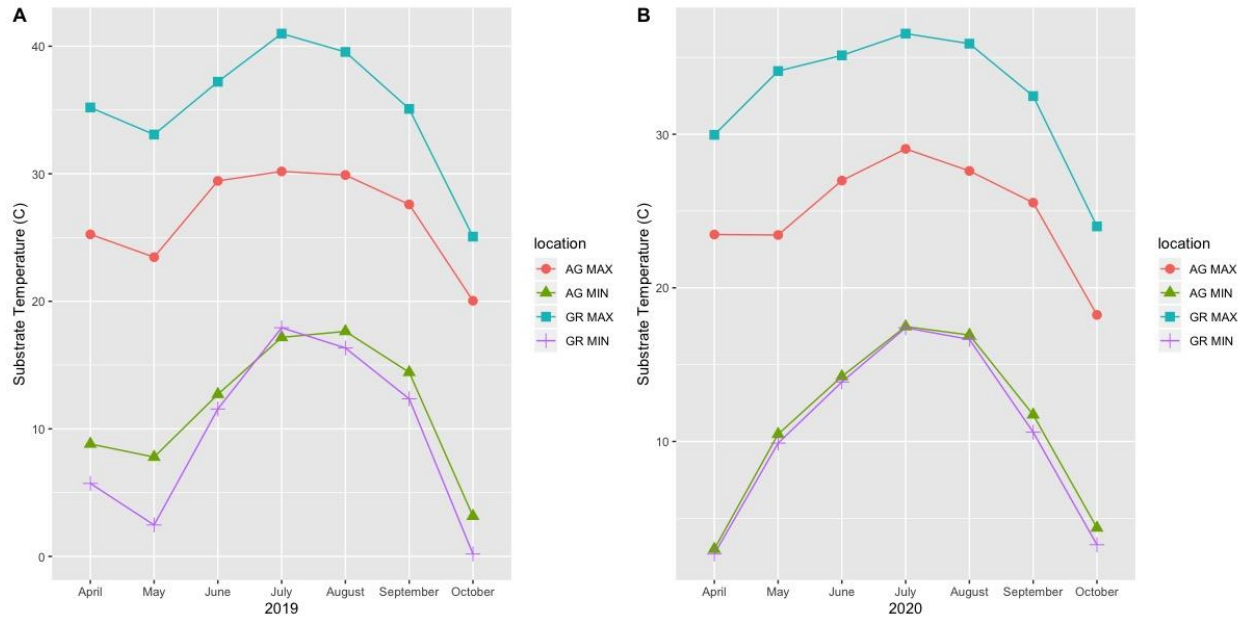 A
Substrate Temperature (C)
40
30
20
10
0
April May June July August September October
2019
location
AG MAX
AG MIN
GR MAX
GR MIN
B
Substrate Temperature (C)
30
20
10
April May June July August September October
2020
location
AG MAX
AG MIN
GR MAX
GR MIN